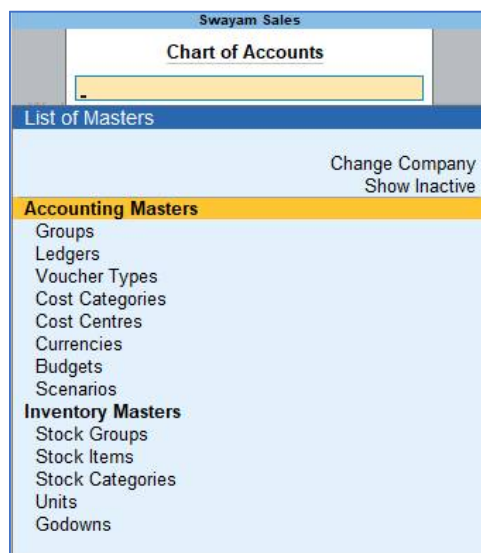 Swayam Sales
Chart of Accounts
List of Masters
Change Company
Show Inactive
Accounting Masters
Groups
Ledgers
Voucher Types
Cost Categories
Cost Centres
Currencies
Budgets
Scenarios
Inventory Masters
Stock Groups
Stock Items
Stock Categories
Units
Godowns